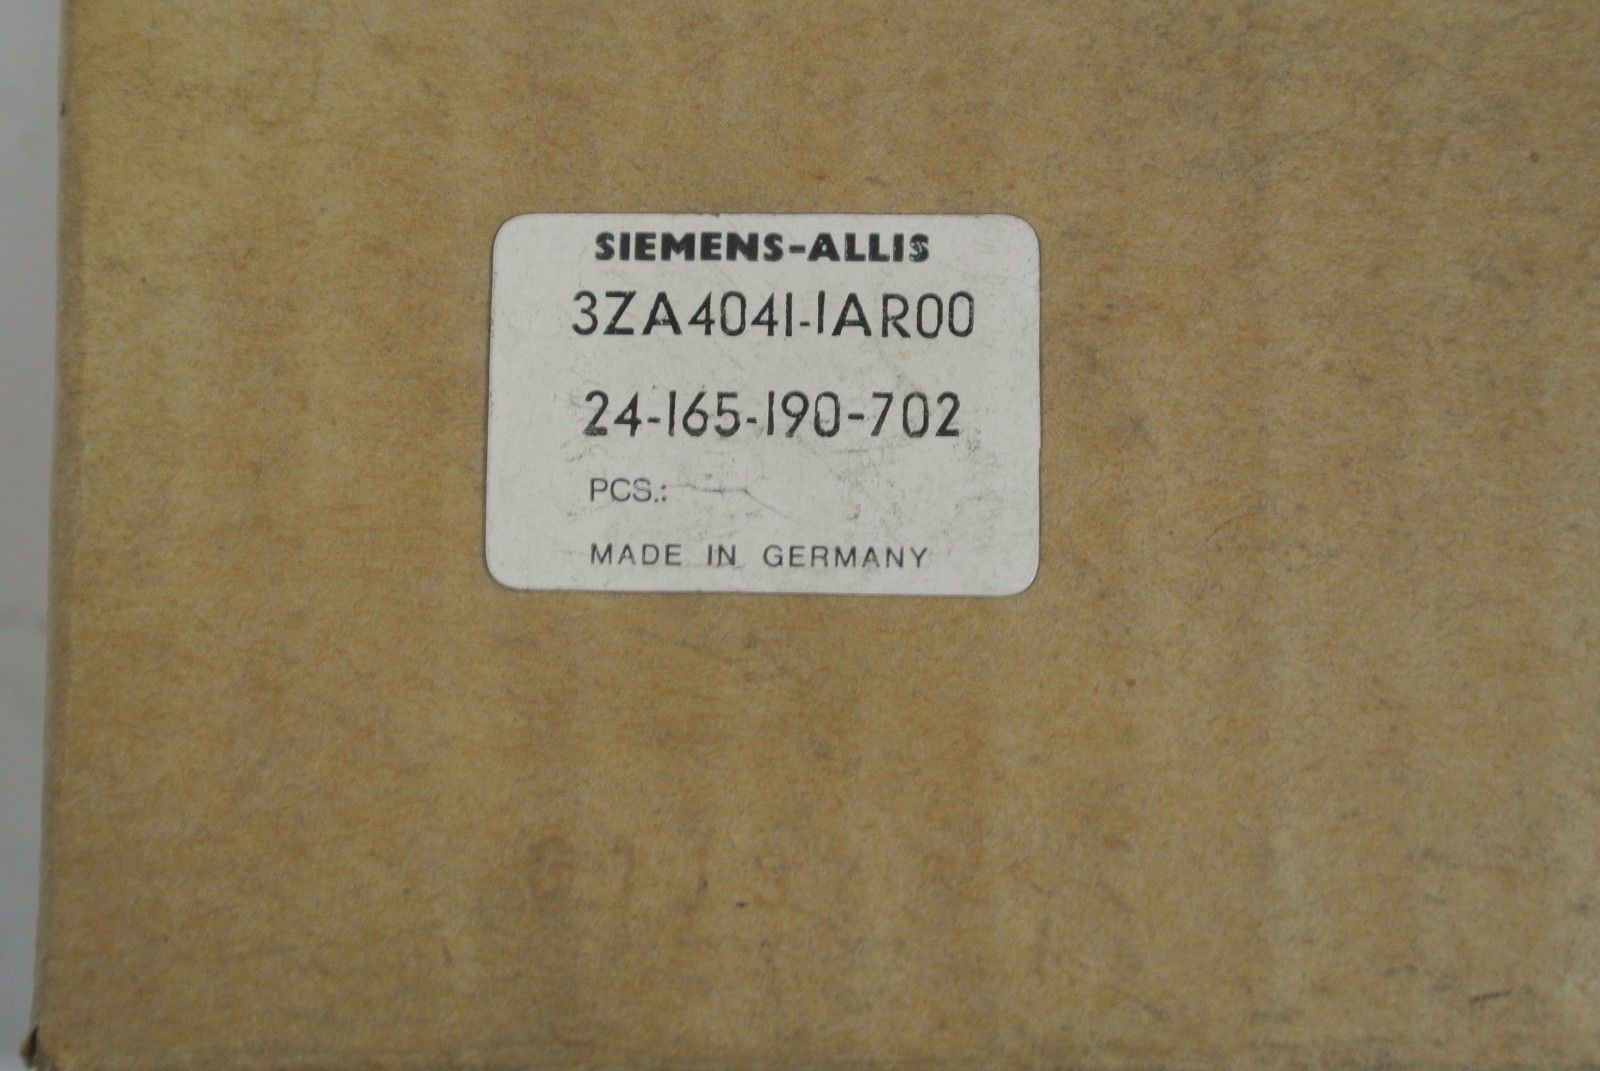 SIEMENS-ALLIS
3ZA4041-1AR00
24-165-190-702
PCS.:
MADE IN GERMANY